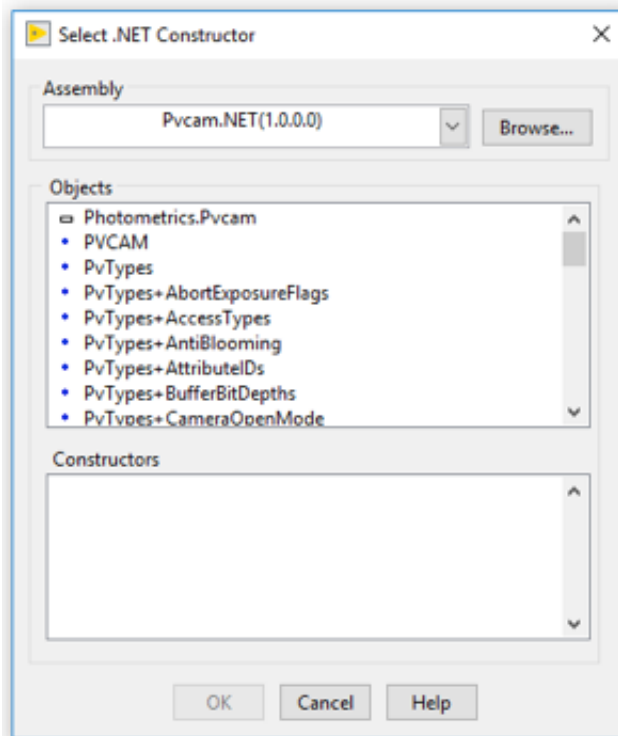 Select .NET Constructor
Assembly
Pvcam.NET(1.0.0.0)
Browse...
Objects
Photometrics.Pvcam
PVCAM
PvTypes
PvTypes+AbortExposureFlags
PvTypes+AccessTypes
PvTypes+AntiBlooming
PvTypes+AttributeIDs
PvTypes+BufferBitDepths
PvTypes+CameraOpenMode
Constructors
OK
Cancel
Help